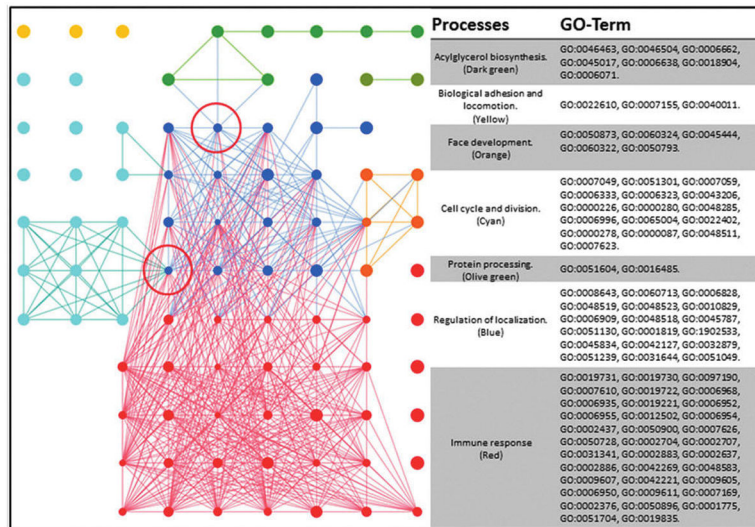 Processes GO-Term
Acylglycerol biosynthesis.
(Dark green)
GO:0046463, GO:0046504, GO:0006662,
GO:0045017, GO:0006638, GO:0018904,
GO:0006071.
Biological adhesion and
locomotion.
(Yellow)
GO:0022610, GO:0007155, GO:0040011.
Face development.
(Orange)
GO:0050873, GO:0060324, GO:0045444,
GO:0060322, GO:0050793.
Cell cycle and division.
(Cyan)
GO:0007049, GO:0051301, GO:0007059,
GO:0006333, GO:0006323, GO:0043206,
GO:0000226, GO:0000280, GO:0048285,
GO:0006996, GO:0065004, GO:0022402,
GO:0000278, GO:0000087, GO:0048511,
GO:0007623.
Protein processing.
(Olive green)
GO:0051604, GO:0016485.
Regulation of localization.
(Blue)
GO:0008643, GO:0060713, GO:0006828,
GO:0048519, GO:0048523, GO:0010829,
GO:0006909, GO:0048518, GO:0045787,
GO:0051130, GO:0001819, GO:1902533,
GO:0045834, GO:0042127, GO:0032879,
GO:0051239, GO:0031644, GO:0051049.
Immune response
(Red)
GO:0019731, GO:0019730, GO:0097190,
GO:0007610, GO:0019722, GO:0006968,
GO:0006935, GO:0019221, GO:0006952,
GO:0006955, GO:0012502, GO:0006954,
GO:0002437, GO:0050900, GO:0007626,
GO:0050728, GO:0002704, GO:0002707,
GO:0031341, GO:0002883, GO:0002637,
GO:0002886, GO:0042269, GO:0048583,
GO:0009607, GO:0042221, GO:0009605,
GO:0006950, GO:0009611, GO:0007169,
GO:0002376, GO:0050896, GO:0001775,
GO:0051704, GO:0019835.